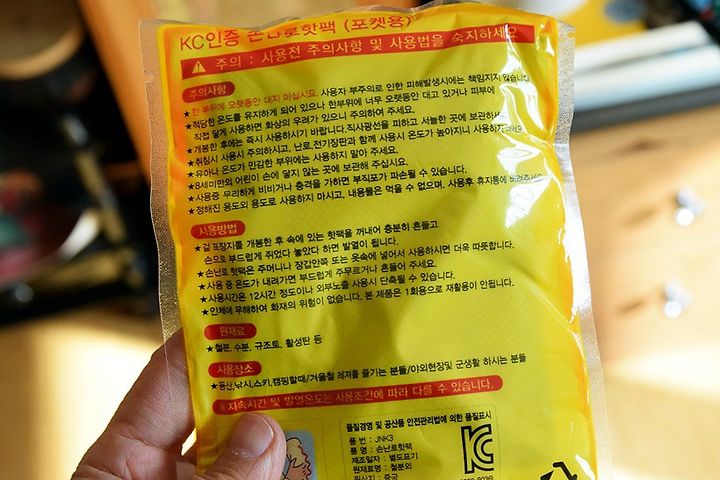 KC인증 손난로핫팩 (포켓용)
주의 : 사용전 주의사항 및 사용법을 숙지하세요
주의사항
★한 부위에 오랫동안 대지 마십시요. 사용자 부주의로 인한 피해발생시에는 책임지지 않습니다
★적당한 온도를 유지하게 되어 있으나 한부위에 너무 오랫동안 대고 있거나 피부에
직접 닿게 사용하면 화상의 우려가 있으니 주의하여 주세요.
★개봉한 후에는 즉시 사용하시기 바랍니다.직사광선을 피하고 서늘한 곳에 보관하세요
★취침시 사용시 주의하시고, 난로,전기장판과 함께 사용시 온도가 높아지니 사용하지마세요
★유아나 온도가 민감한 부위에는 사용하지 말아 주세요.
★8세미만의 어린이 손에 닿지 않는 곳에 보관해 주십시요.
★사용중 무리하게 비비거나 충격을 가하면 부직포가 파손될 수 있습니다.
★정해진 용도외 용도로 사용하지 마시고, 내용물은 먹을 수 없으며, 사용후 휴지통에 버려주세요
사용방법
★겉 포장지를 개봉한 후 속에 있는 핫팩을 꺼내어 충분히 흔들고
손으로 부드럽게 쥐었다 놓았다 하면 발열이 됩니다.
★손난로 핫팩은 주머니나 장갑안쪽 또는 옷속에 넣어서 사용하시면 더욱 따뜻합니다.
★사용 중 온도가 내려가면 부드럽게 주무르거나 흔들어 주세요.
★사용시간은 12시간 정도이나 외부노출 사용시 단축될 수 있습니다.
★인체에 무해하여 화재의 위험이 없습니다. 본 제품은 1회용으로 재활용이 안됩니다.
원재료
★철분, 수분, 규조토, 활성탄 등
사용장소
★등산,낚시,스키,캠핑할때/겨울철 레져를 즐기는 분들/야외현장및 군생활 하시는 분들
★지속시간 및 발열온도는 사용조건에 따라 다를 수 있습니다.
품질경영 및 공산품 안전관리법에 의한 품질표시
품 번 : JNK3
품 명 : 손난로핫팩
제조일자 : 별도표기
원재료명 : 철분외
원산지 : 중국